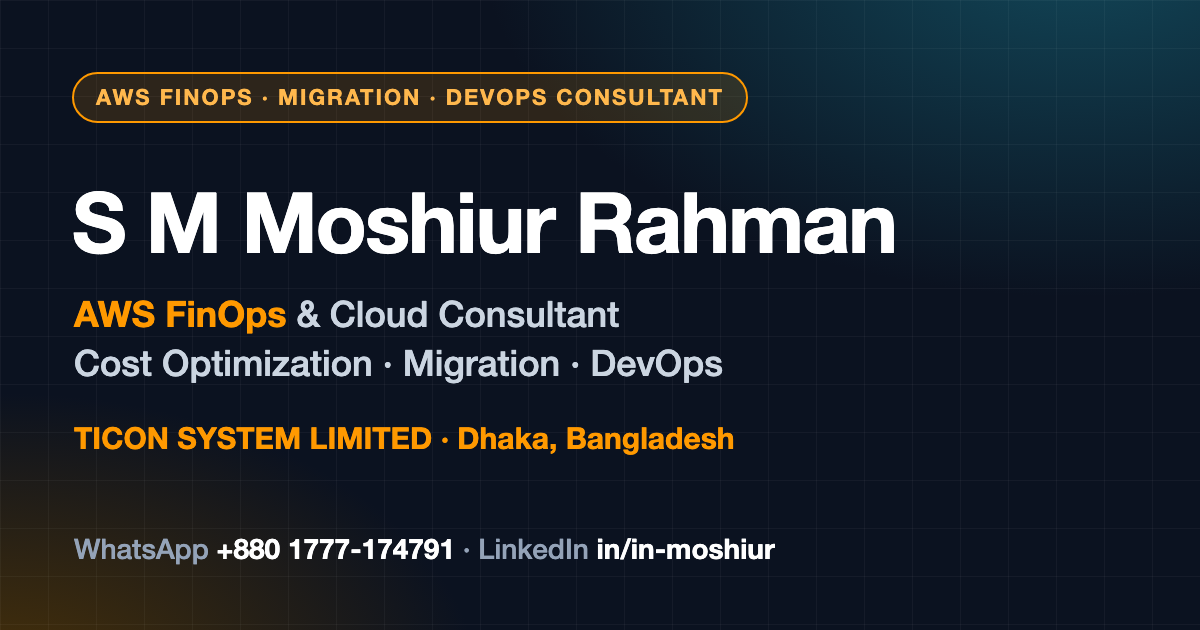 AWS FINOPS · MIGRATION · DEVOPS CONSULTANT
S M Moshiur Rahman
AWS FinOps & Cloud Consultant
Cost Optimization · Migration · DevOps
TICON SYSTEM LIMITED · Dhaka, Bangladesh
WhatsApp +880 1777-174791 · LinkedIn in/in-moshiur